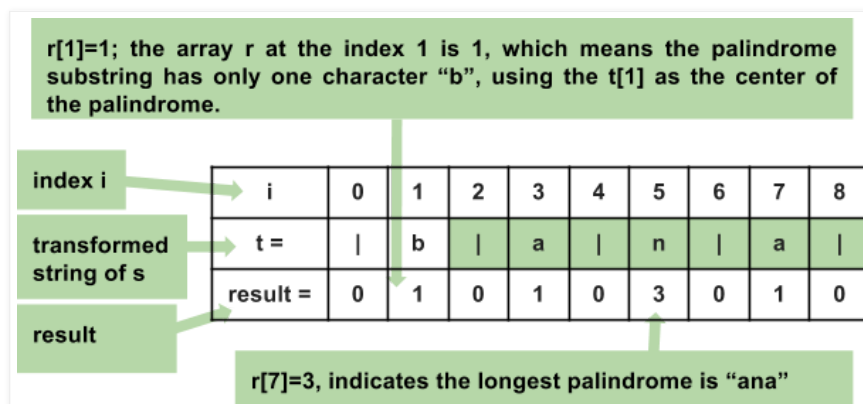 r[1]=1; the array r at the index 1 is 1, which means the palindrome
substring has only one character “b”, using the t[1] as the center of
the palindrome.
index i
i 0 1 2 3 4 5 6 7 8
transformed
string of s
t = | b | a | n | a |
result = 0 1 0 1 0 3 0 1 0
result
r[7]=3, indicates the longest palindrome is “ana”